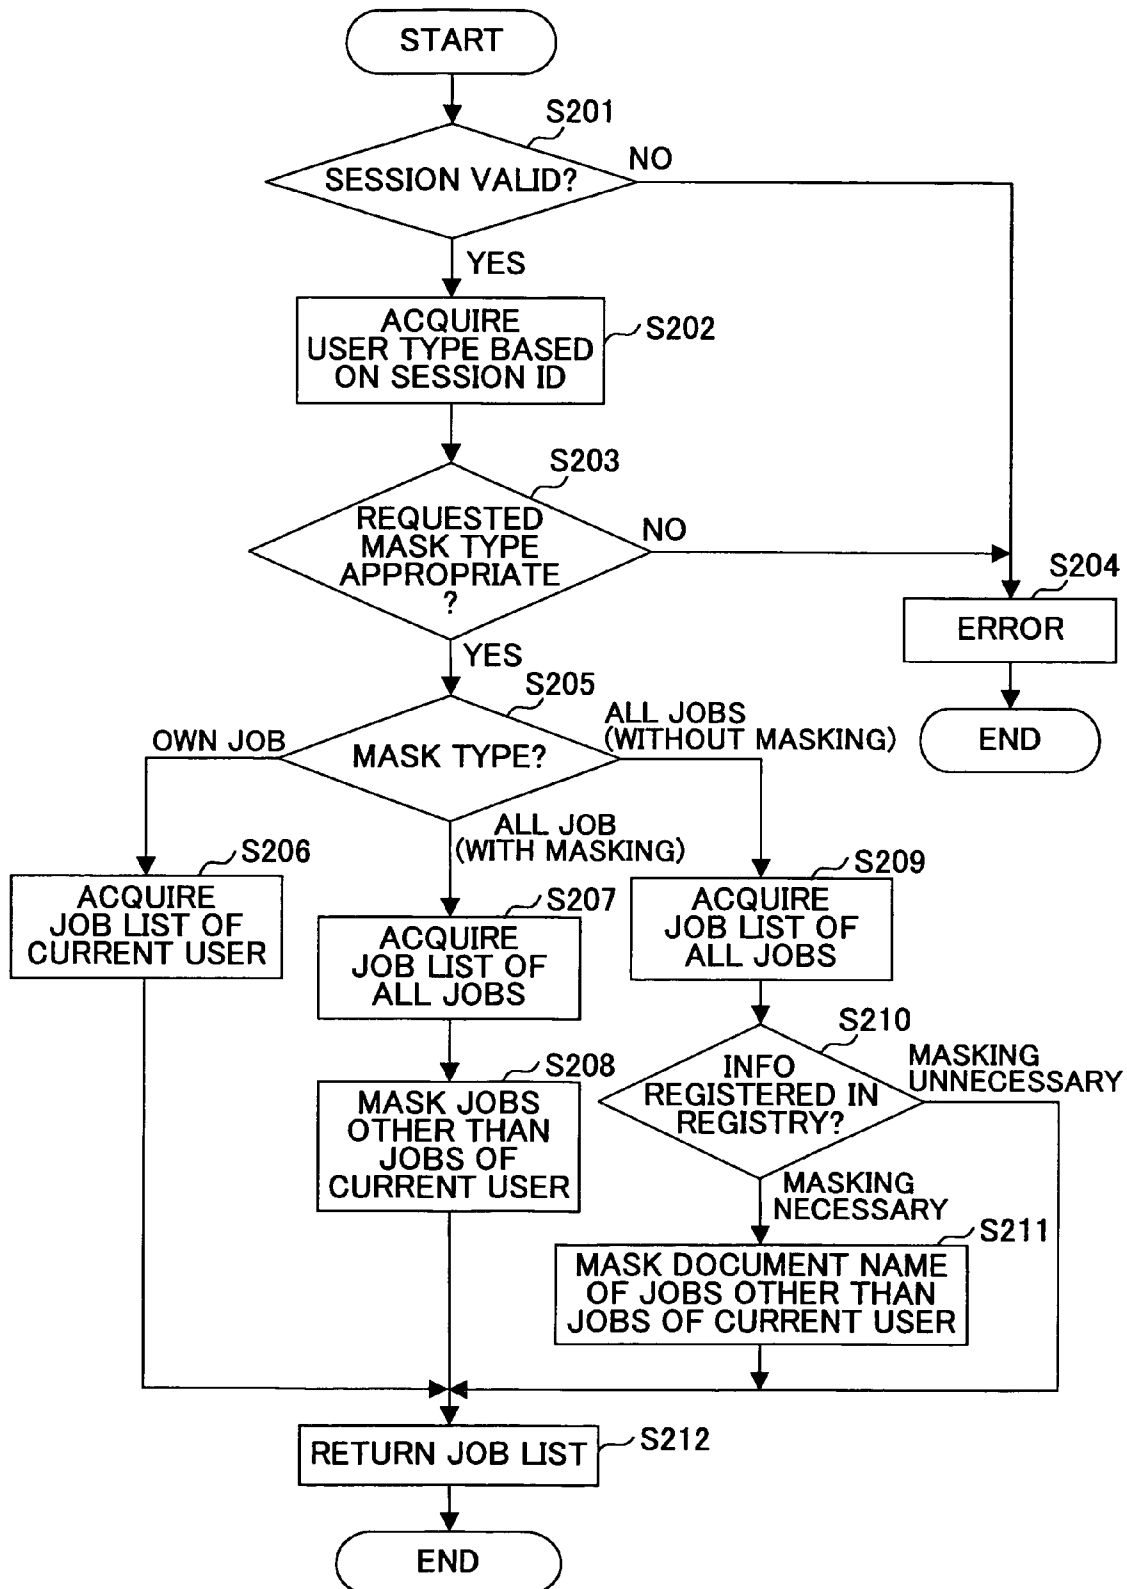 START
S201
SESSION VALID?
NO
YES
ACQUIRE
USER TYPE BASED
ON SESSION ID
S202
S203
REQUESTED
MASK TYPE
APPROPRIATE
?
NO
YES
S204
ERROR
END
S205
MASK TYPE?
OWN JOB
ALL JOBS
(WITHOUT MASKING)
ALL JOB
(WITH MASKING)
S206
ACQUIRE
JOB LIST OF
CURRENT USER
S207
ACQUIRE
JOB LIST OF
ALL JOBS
S209
ACQUIRE
JOB LIST OF
ALL JOBS
S208
MASK JOBS
OTHER THAN
JOBS OF
CURRENT USER
S210
INFO
REGISTERED IN
REGISTRY?
MASKING
UNNECESSARY
MASKING
NECESSARY
S211
MASK DOCUMENT NAME
OF JOBS OTHER THAN
JOBS OF CURRENT USER
RETURN JOB LIST
S212
END